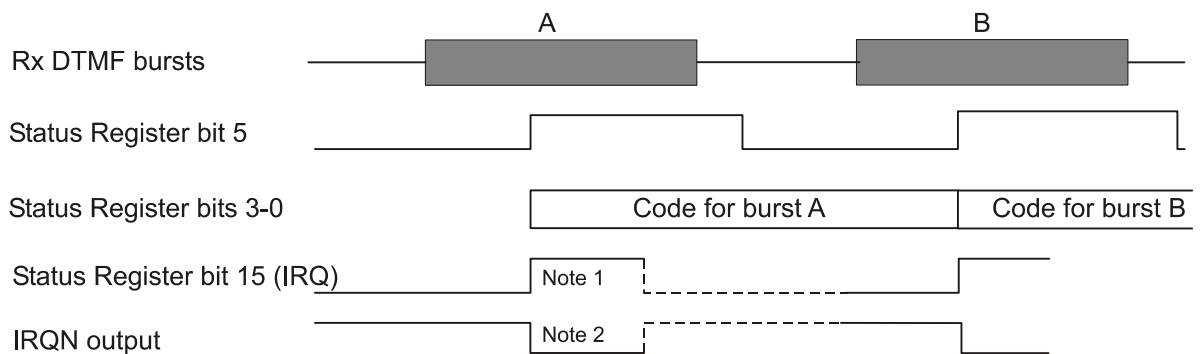 A B
Rx DTMF bursts
Status Register bit 5
Status Register bits 3-0 Code for burst A Code for burst B
Status Register bit 15 (IRQ) Note 1
IRQN output Note 2